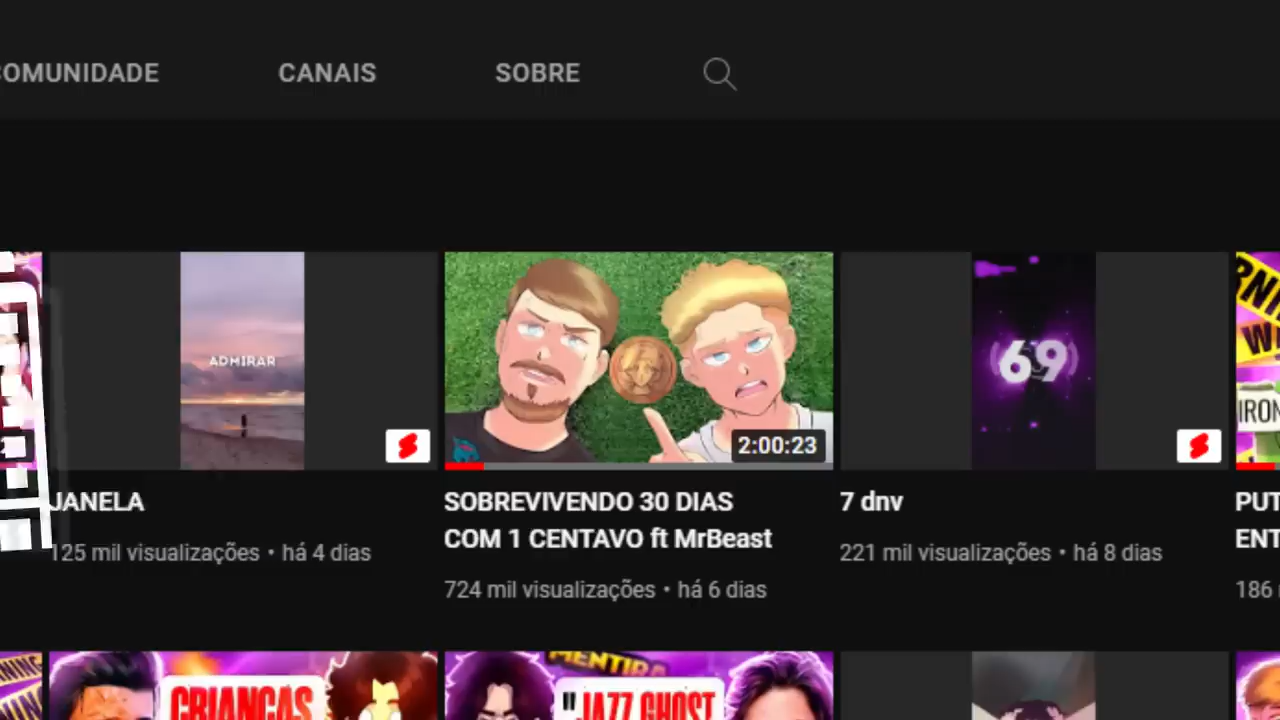 COMUNIDADE
CANAIS
SOBRE
ADMIRAR
2:00:23
69
JANELA
SOBREVIVENDO 30 DIAS
COM 1 CENTAVO ft MrBeast
7 dnv
PUT
ENT
125 mil visualizações • há 4 dias
724 mil visualizações • há 6 dias
221 mil visualizações • há 8 dias
186
CRIANÇAS
MENTIRA
"JAZZ GHOST